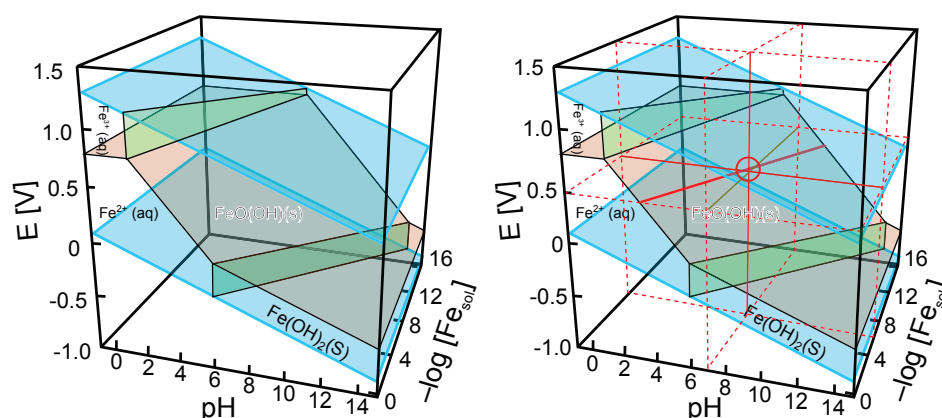 1.5
1.0
0.5
0
-0.5
-1.0
E [V]
Fe³⁺ (aq)
Fe²⁺ (aq)
FeO(OH)(s)
Fe(OH)₂(S)
0 2 4 6 8 10 12 14
pH
0
4
8
12
16
–log [Fe_sol]
1.5
1.0
0.5
0
-0.5
-1.0
E [V]
Fe³⁺ (aq)
Fe²⁺ (aq)
FeO(OH)(s)
Fe(OH)₂(S)
0 2 4 6 8 10 12 14
pH
0
4
8
12
16
–log [Fe_sol]